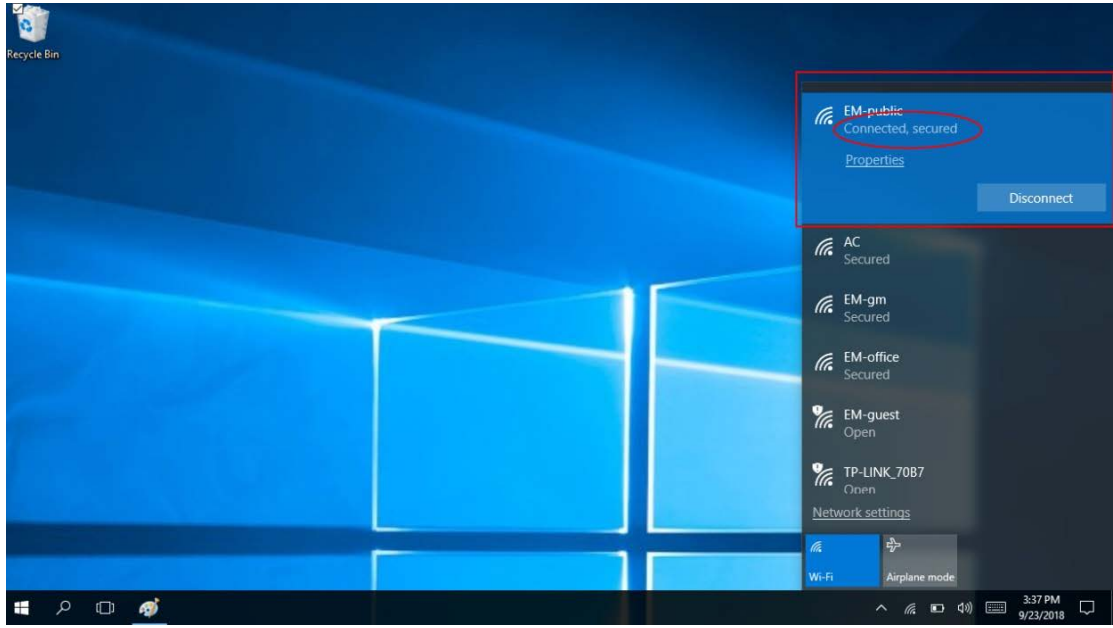 Recycle Bin
EM-public
Connected, secured
Properties
Disconnect
AC
Secured
EM-gm
Secured
EM-office
Secured
EM-guest
Open
TP-LINK_70B7
Open
Network settings
Wi-Fi
Airplane mode
3:37 PM
9/23/2018